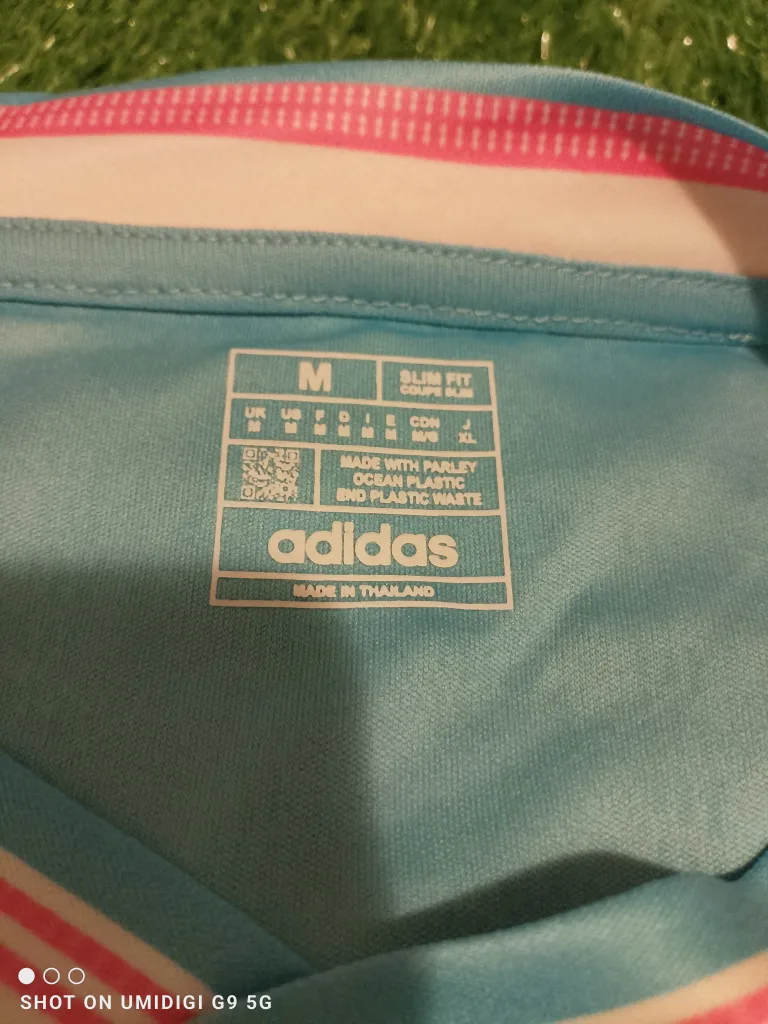 M
SLIM FIT
COUPE SLIM
UK US F D I E CDN J
M M M M M M M/G XL
MADE WITH PARLEY
OCEAN PLASTIC
END PLASTIC WASTE
adidas
MADE IN THAILAND
SHOT ON UMIDIGI G9 5G